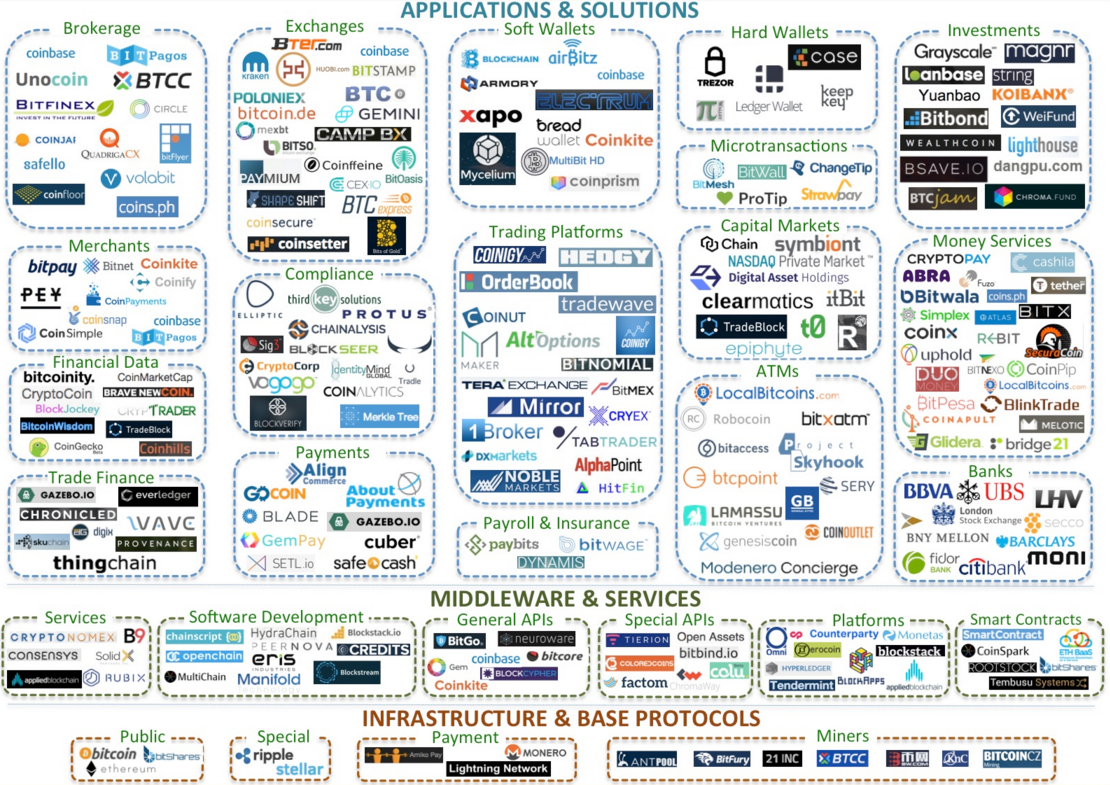 APPLICATIONS & SOLUTIONS
Brokerage
coinbase
BIT Pagos
Unocoin
BTCC
BITFINEX
INVEST IN THE FUTURE
CIRCLE
COINJAI
QUADRIGACX
bitFlyer
safello
volabit
coinfloor
coins.ph
Exchanges
BTER.com
KRAKEN
HUOBI.com
coinbase
BITSTAMP
POLONIEX
BTC
bitcoin.de
GEMINI
mexbt
CAMP BX
BITSO
Coinffeine
PAYMIUM
CEX.IO
BitOasis
SHAPESHIFT
BTC express
coinsecure
coinsetter
Bits of Gold
Soft Wallets
BLOCKCHAIN
airBitz
ARMORY
coinbase
ELECTRUM
xapo
bread
wallet
Coinkite
Mycelium
MultiBit HD
coinprism
Hard Wallets
TREZOR
case
Ledger Wallet
keep
key
Microtransactions
BitMesh
BitWall
ChangeTip
ProTip
Strawpay
Investments
Grayscale
magnr
loanbase
string
Yuanbao
KOIBANX
Bitbond
WeiFund
WEALTHCOIN
lighthouse
BSAVE.IO
dangpu.com
BTCjam
CHROMA.FUND
Merchants
bitpay
Bitnet
Coinkite
PEY
Coinify
CoinPayments
coinsnap
coinbase
CoinSimple
BIT Pagos
Compliance
ELLIPTIC
third key solutions
PROTUS
CHAINALYSIS
Sig3
BLOCKSEER
CryptoCorp
IdentityMind
GLOBAL
Trade
vogogo
COINALYTICS
BLOCKVERIFY
Merkle Tree
Trading Platforms
COINIGY
HEDGY
OrderBook
tradewave
COINUT
AltOptions
COINIGY
MAKER
BITNOMIAL
TERA EXCHANGE
BitMEX
Mirror
CRYEX
1Broker
TABTRADER
DXMARKETS
AlphaPoint
NOBLE
MARKETS
HitFin
Capital Markets
Chain
symbiont
NASDAQ Private Market
Digital Asset Holdings
clearmatics
itBit
TradeBlock
t0
R
epiphyte
Money Services
CRYPTOPAY
cashila
ABRA
Fuzo
tether
Bitwala
coins.ph
Simplex
ATLAS
BITX
coinx
REBIT
SecuraCoin
uphold
BITNEXO
CoinPip
DUO
MONEY
LocalBitcoins.com
BitPesa
BlinkTrade
COINAPULT
MELOTIC
Glidera
bridge21
Financial Data
bitcoinity.
CoinMarketCap
CryptoCoin
BRAVE NEWCOIN.
BlockJockey
CRYPTRADER
BitcoinWisdom
TradeBlock
CoinGecko
Beta
Coinhills
Trade Finance
GAZEBO.IO
everledger
CHRONICLED
WAVE
skuchain
digix
PROVENANCE
thingchain
Payments
Align
Commerce
GOCOIN
About
Payments
BLADE
GAZEBO.IO
GemPay
cuber
SETL.io
safe cash
Payroll & Insurance
paybits
bitWAGE
DYNAMIS
ATMs
LocalBitcoins.com
RC
Robocoin
bitxatm
bitaccess
Project
Skyhook
btcpoint
SERY
LAMASSU
BITCOIN VENTURES
GB
genesiscoin
COINOUTLET
Modenero Concierge
Banks
BBVA
UBS
LHV
London
Stock Exchange
secco
BNY MELLON
BARCLAYS
fidor
BANK
citibank
moni
MIDDLEWARE & SERVICES
Services
CRYPTONOMEX
B9
CONSENSYS
SolidX
appliedblockchain
RUBIX
Software Development
chainscript
HydraChain
Blockstack.io
PEERNOVA
openchain
eris
INDUSTRIES
CREDITS
MultiChain
Manifold
Blockstream
General APIs
BitGo
neuroware
Gem
coinbase
bitcore
BLOCKCYPHER
Coinkite
Special APIs
TIERION
Open Assets
COLOREDCOINS
bitbind.io
colu
factom
ChromaWay
Platforms
Omni
Counterparty
Monetas
aerocoin
blockstack
HYPERLEDGER
BLOCKAPPS
Tendermint
appliedblockchain
Smart Contracts
SmartContract
CoinSpark
ETH BaaS
ROOTSTOCK
bitShares
Tembusu Systems
INFRASTRUCTURE & BASE PROTOCOLS
Public
bitcoin
bitShares
ethereum
Special
ripple
stellar
Payment
Amiko Pay
MONERO
Lightning Network
Miners
ANTPOOL
BitFury
21 INC
BTCC
KnC
BITCOINCZ
Mining